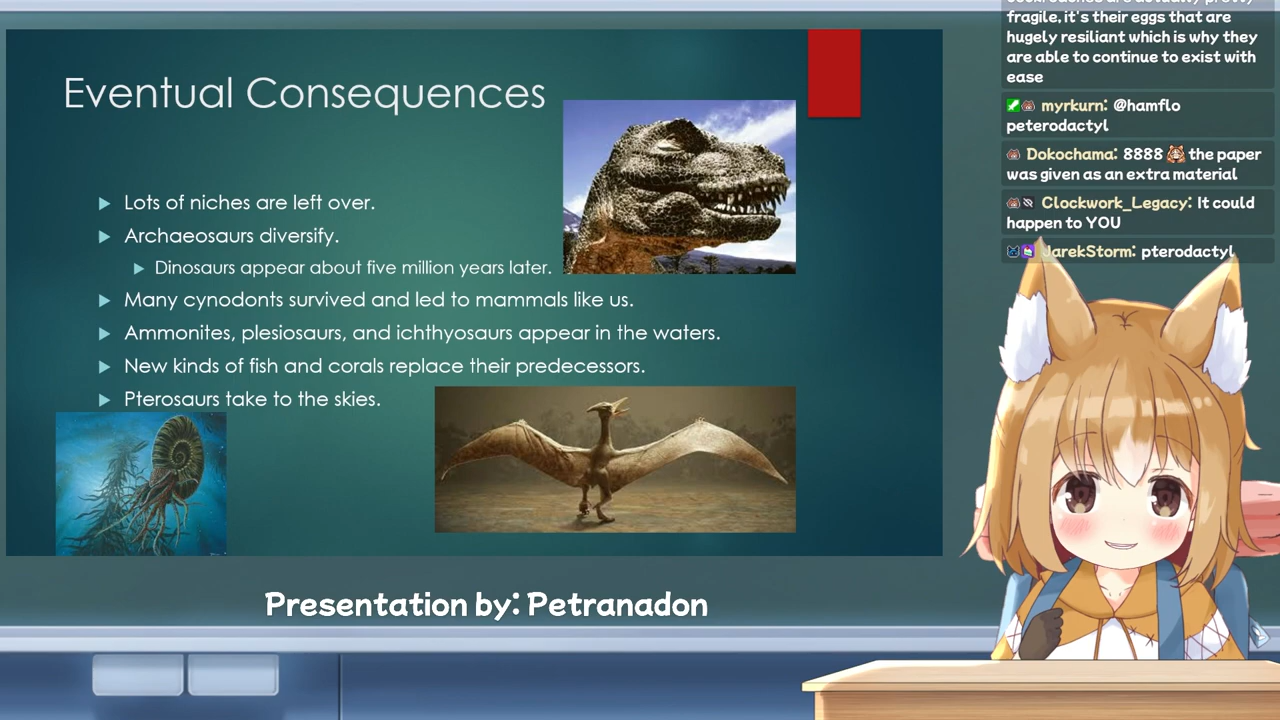 Eventual Consequences
Lots of niches are left over.
Archaeosaurs diversify.
Dinosaurs appear about five million years later.
Many cynodonts survived and led to mammals like us.
Ammonites, plesiosaurs, and ichthyosaurs appear in the waters.
New kinds of fish and corals replace their predecessors.
Pterosaurs take to the skies.
Presentation by: Petranadon
fragile, it's their eggs that are
hugely resiliant which is why they
are able to continue to exist with
ease
myrkurn: @hamflo
peterodactyl
Dokochama: 8888 the paper
was given as an extra material
Clockwork_Legacy: It could
happen to YOU
JarekStorm: pterodactyl